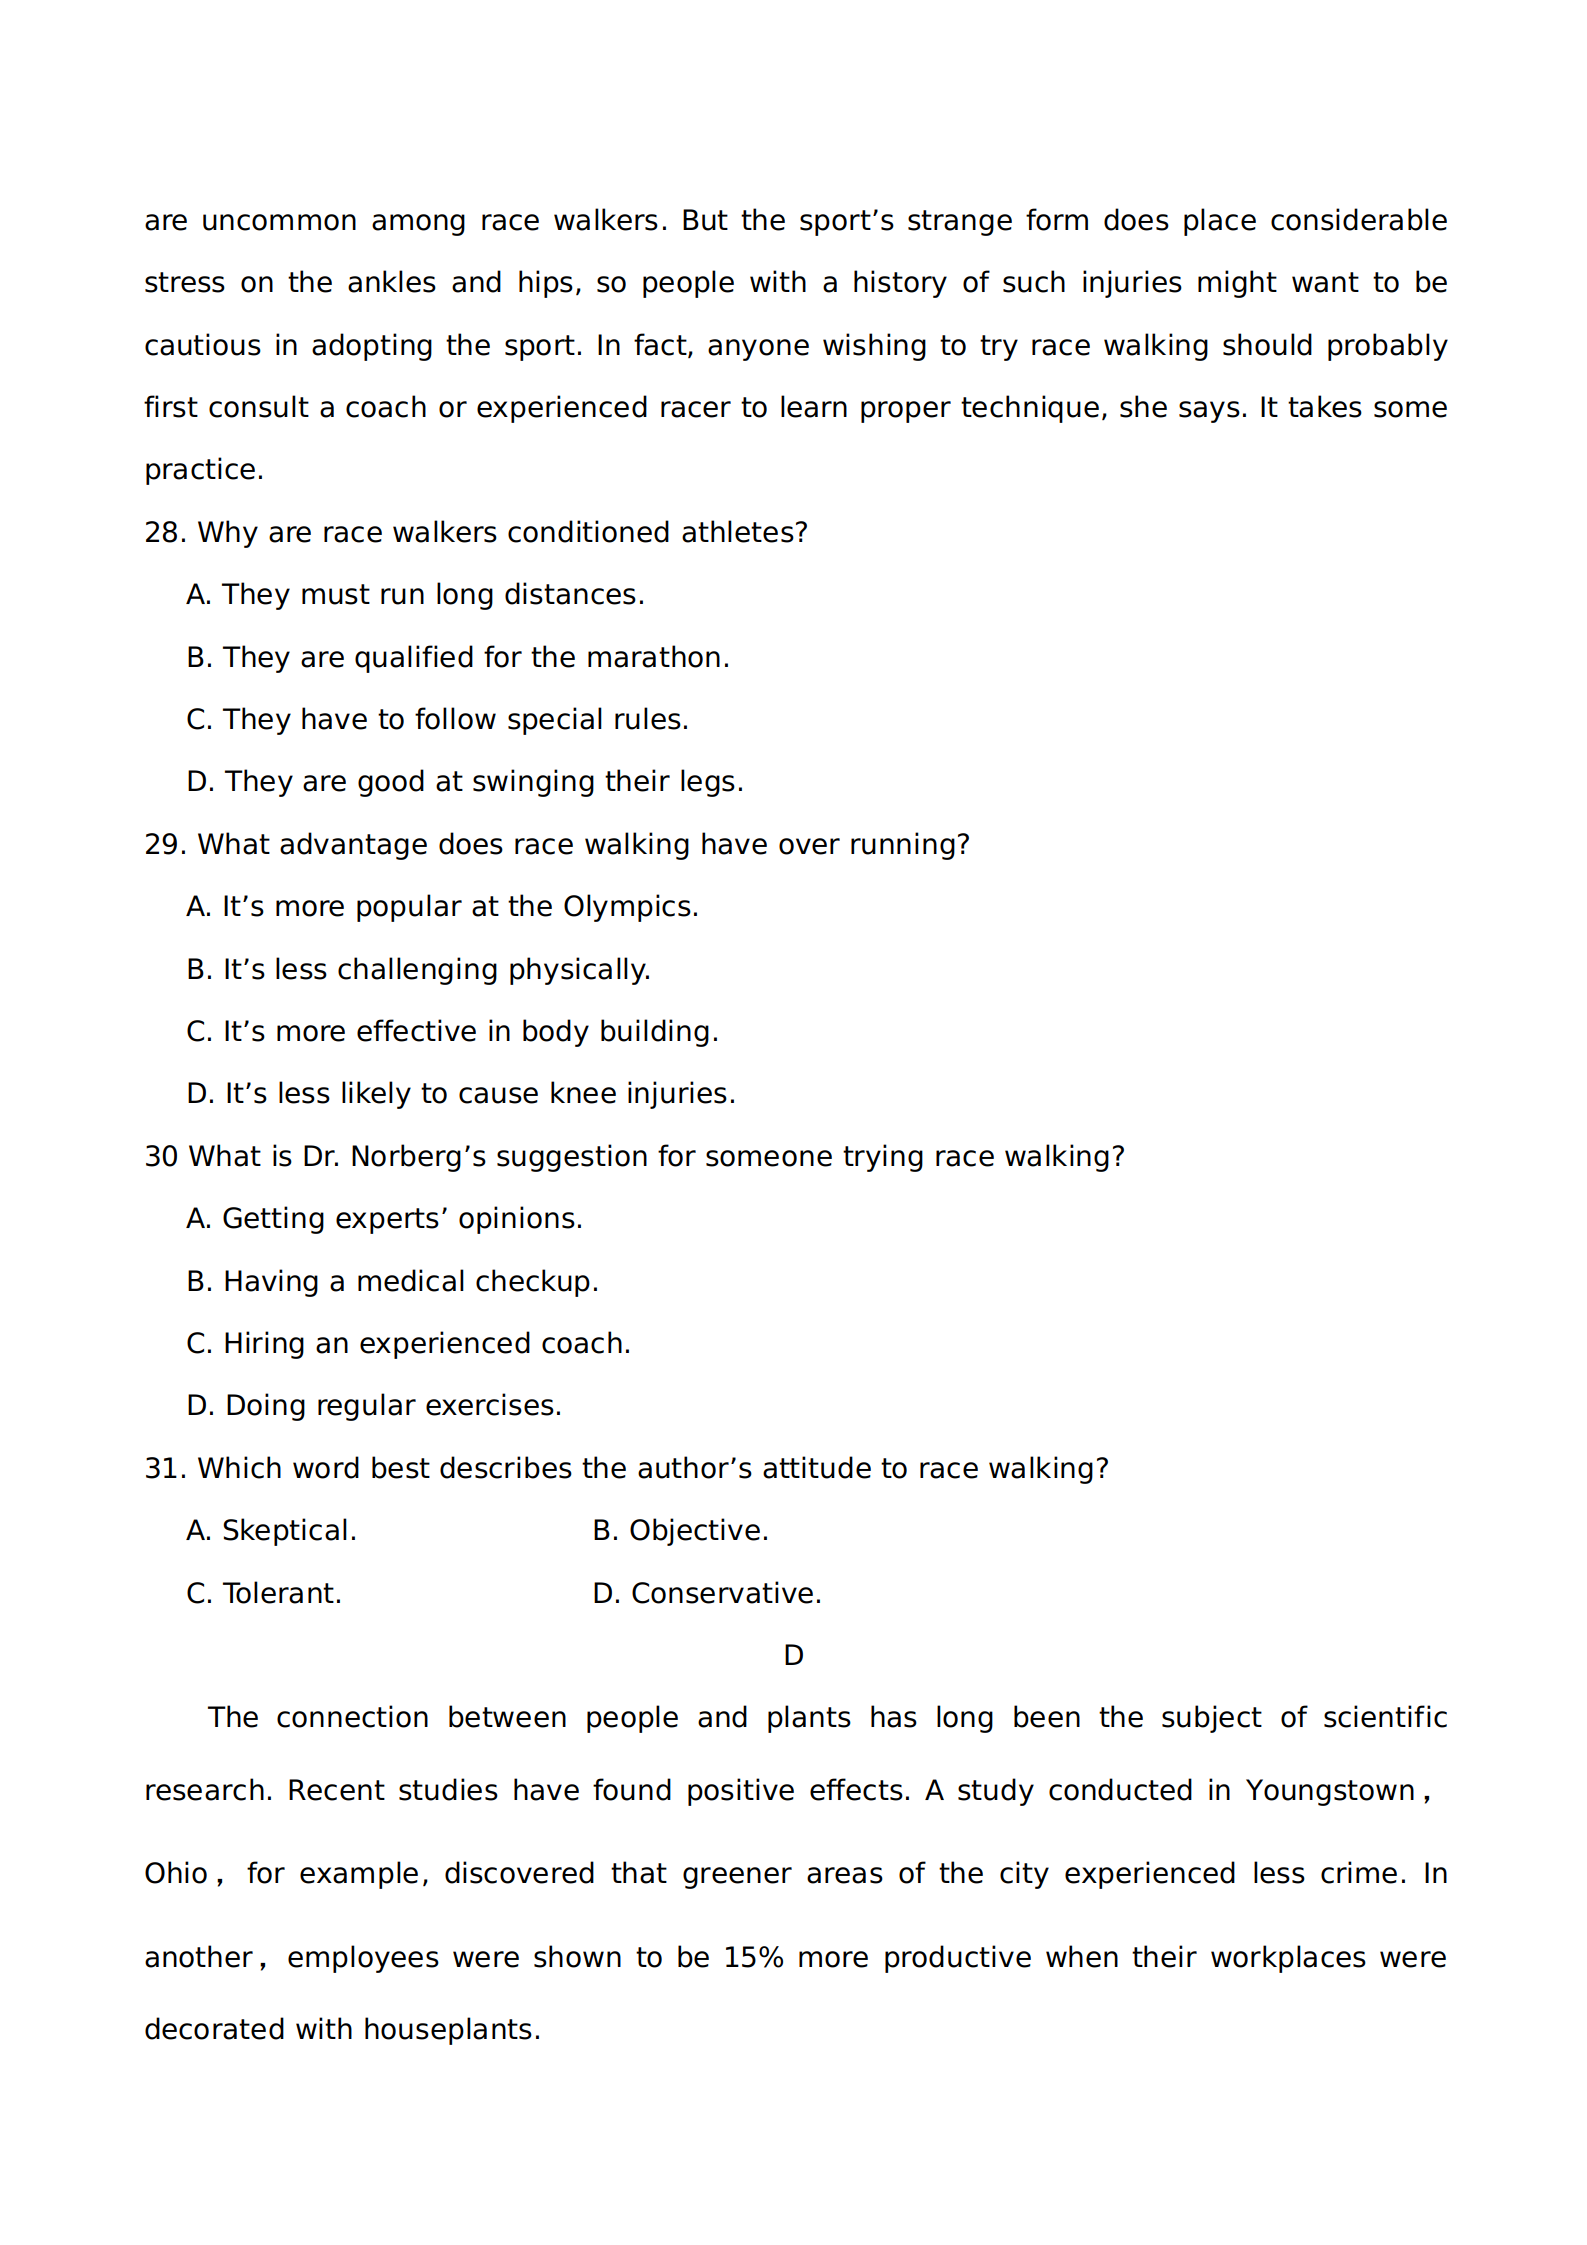 are uncommon among race walkers. But the sport’s strange form does place considerable
stress on the ankles and hips, so people with a history of such injuries might want to be
cautious in adopting the sport. In fact, anyone wishing to try race walking should probably
first consult a coach or experienced racer to learn proper technique, she says. It takes some
practice.
28. Why are race walkers conditioned athletes?
A. They must run long distances.
B. They are qualified for the marathon.
C. They have to follow special rules.
D. They are good at swinging their legs.
29. What advantage does race walking have over running?
A. It’s more popular at the Olympics.
B. It’s less challenging physically.
C. It’s more effective in body building.
D. It’s less likely to cause knee injuries.
30 What is Dr. Norberg’s suggestion for someone trying race walking?
A. Getting experts’ opinions.
B. Having a medical checkup.
C. Hiring an experienced coach.
D. Doing regular exercises.
31. Which word best describes the author’s attitude to race walking?
A. Skeptical. B. Objective.
C. Tolerant. D. Conservative.
D
The connection between people and plants has long been the subject of scientific
research. Recent studies have found positive effects. A study conducted in Youngstown，
Ohio，for example, discovered that greener areas of the city experienced less crime. In
another，employees were shown to be 15% more productive when their workplaces were
decorated with houseplants.